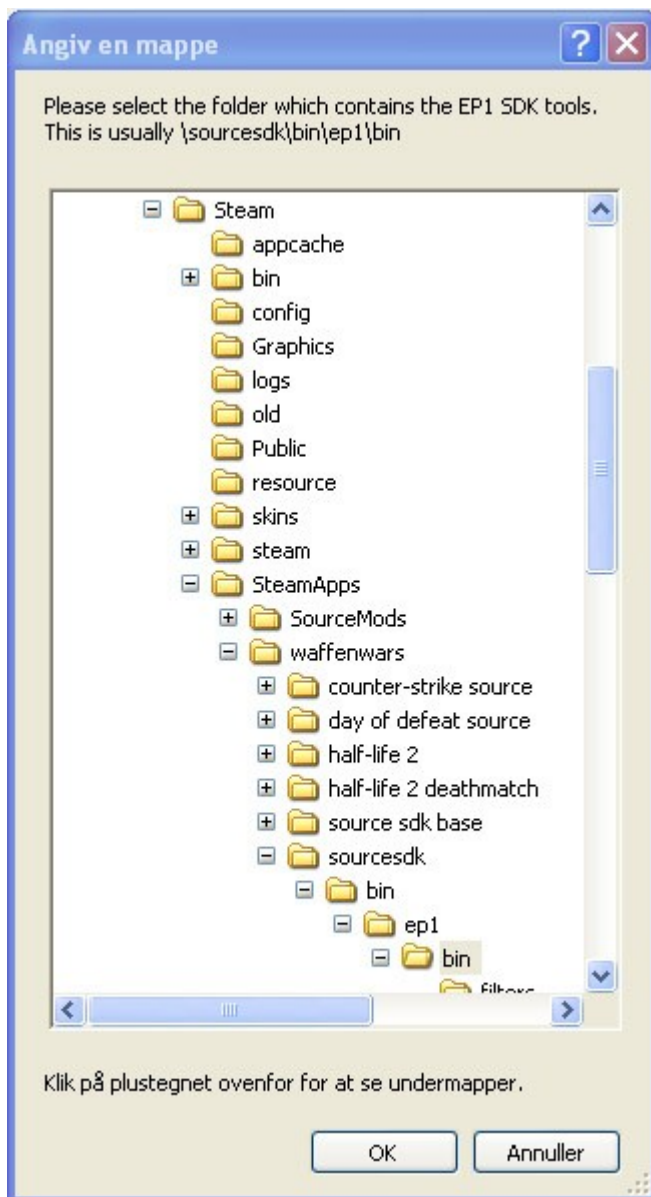 Angiv en mappe
Please select the folder which contains the EP1 SDK tools.
This is usually \sourcesdk\bin\ep1\bin
Steam
appcache
bin
config
Graphics
logs
old
Public
resource
skins
steam
SteamApps
SourceMods
waffenwars
counter-strike source
day of defeat source
half-life 2
half-life 2 deathmatch
source sdk base
sourcesdk
bin
ep1
bin
filters
Klik på plustegnet ovenfor for at se undermapper.
OK
Annuller